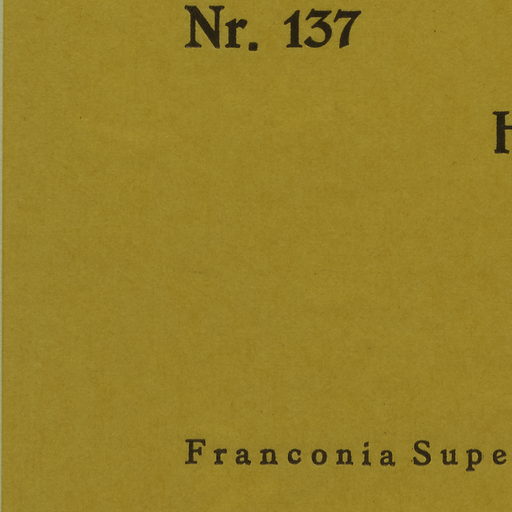 Nr. 137
H
Franconia Supe